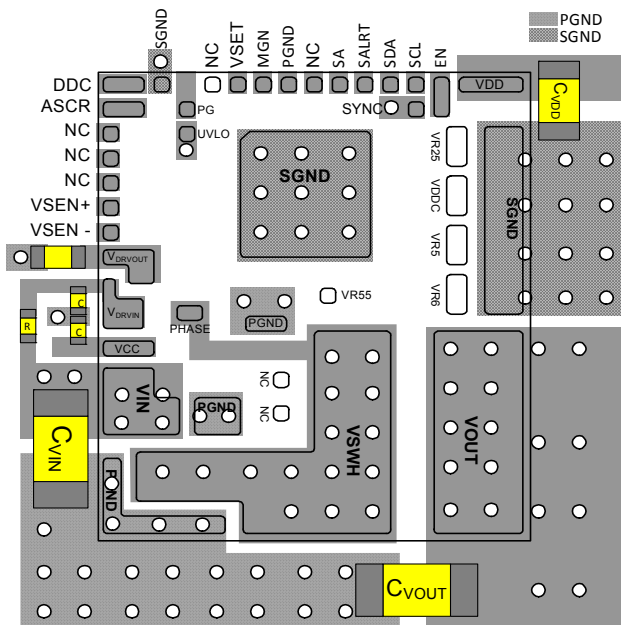 PGND
SGND
SGND
NC
VSET
MGN
PGND
NC
SA
SALRT
SDA
SCL
EN
DDC
ASCR
NC
NC
NC
VSEN+
VSEN -
PG
UVLO
SYNC
VDD
CVDD
VR25
VDDC
VR5
VR6
SGND
SGND
VDRVOUT
VDRVIN
C
C
R
VCC
PHASE
PGND
VR55
VIN
PGND
NC
NC
VSWH
VOUT
CVIN
PGND
CVOUT